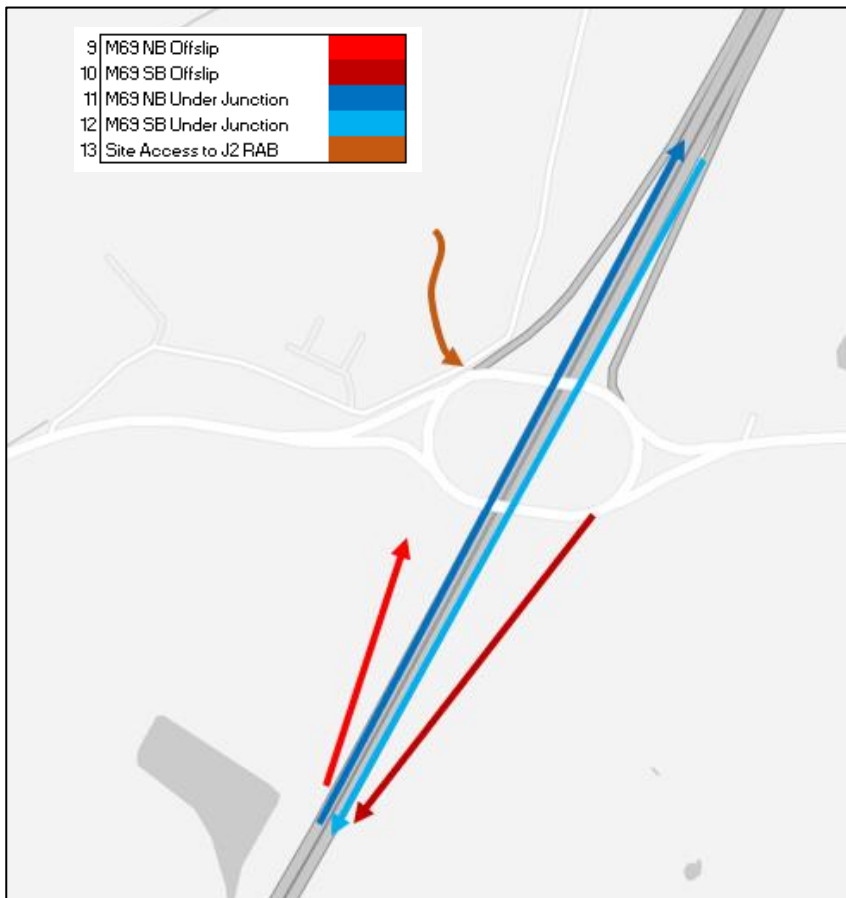 9 M69 NB Offslip
10 M69 SB Offslip
11 M69 NB Under Junction
12 M69 SB Under Junction
13 Site Access to J2 RAB